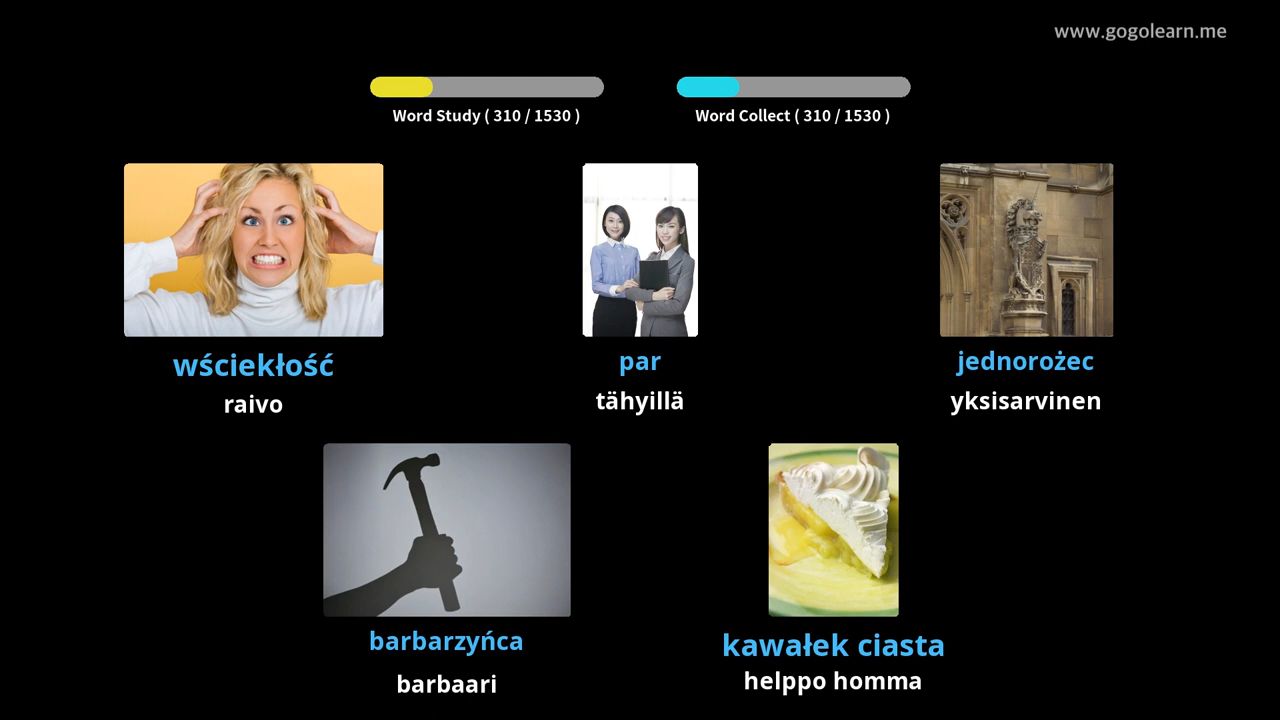 www.gogolearn.me
Word Study ( 310 / 1530 )
Word Collect ( 310 / 1530 )
wściekłość
raivo
par
tähyillä
jednorożec
yksisarvinen
barbarzyńca
barbaari
kawałek ciasta
helppo homma